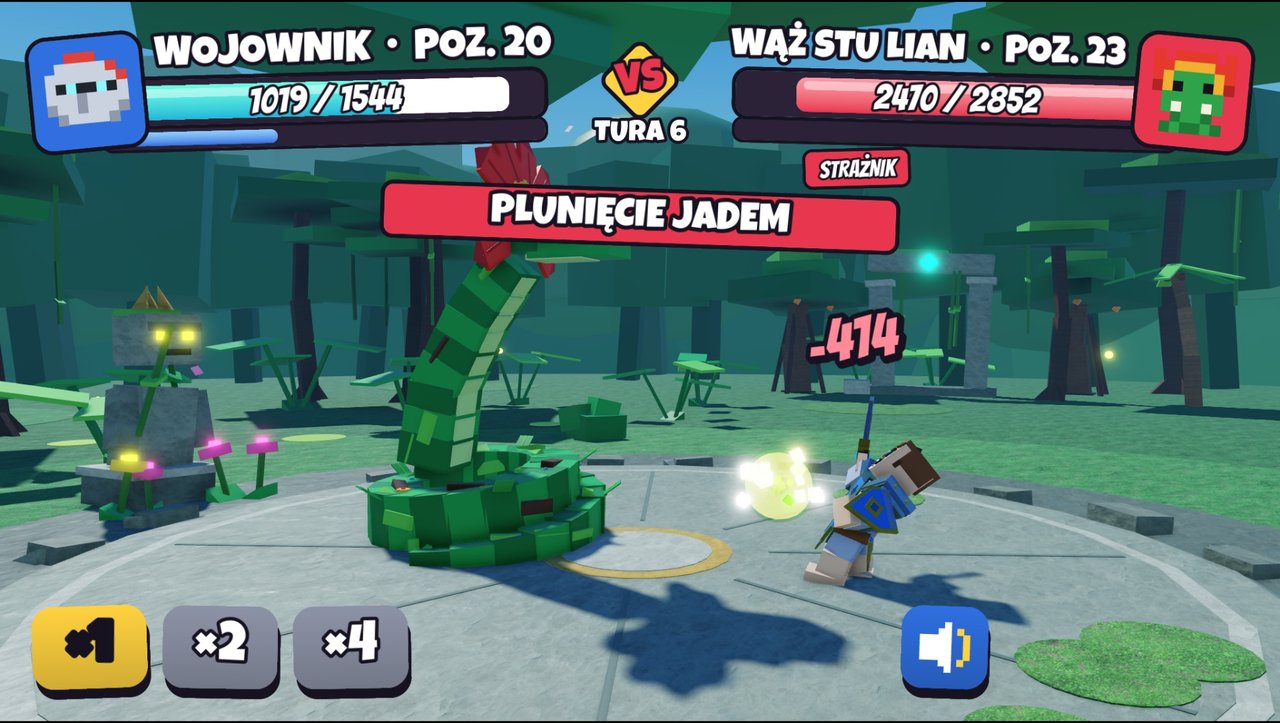 WOJOWNIK • POZ. 20
1019 / 1544
VS
TURA 6
WĄŻ STU LIAN • POZ. 23
2470 / 2852
STRAŻNIK
PLUNIĘCIE JADEM
-414
×1
×2
×4